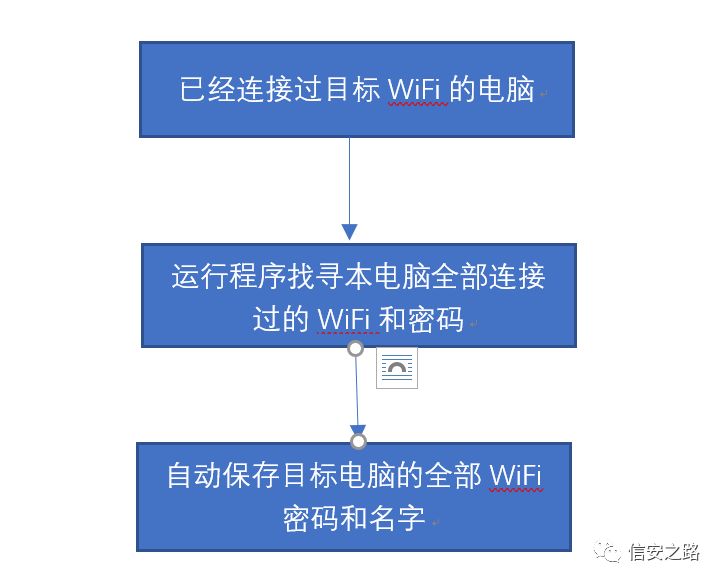 已经连接过目标 WiFi 的电脑
运行程序找寻本电脑全部连接
过的 WiFi 和密码
自动保存目标电脑的全部 WiFi
密码和名字
信安之路